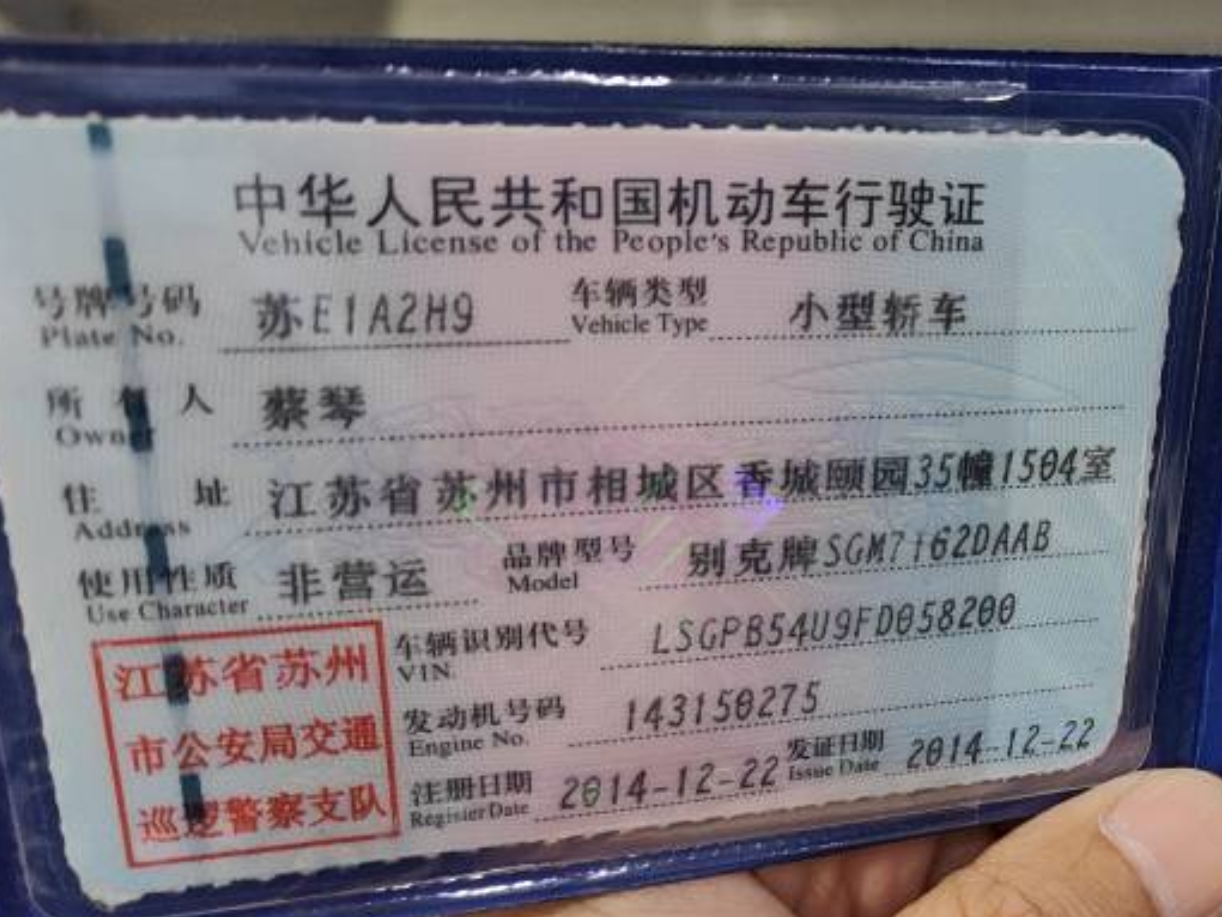 中华人民共和国机动车行驶证
Vehicle License of the People's Republic of China
号牌号码 苏E1A2H9 车辆类型 小型轿车
Plate No. Vehicle Type
所有人 蔡琴
Owner
住址 江苏省苏州市相城区香城颐园35幢1504室
Address
使用性质 非营运 品牌型号 别克牌SGM7162DAAB
Use Character Model
江苏省苏州
市公安局交通
巡逻警察支队
车辆识别代号 LSGPB54U9FD058200
VIN.
发动机号码 143150275
Engine No.
注册日期 2014-12-22 发证日期 2014-12-22
Register Date Issue Date